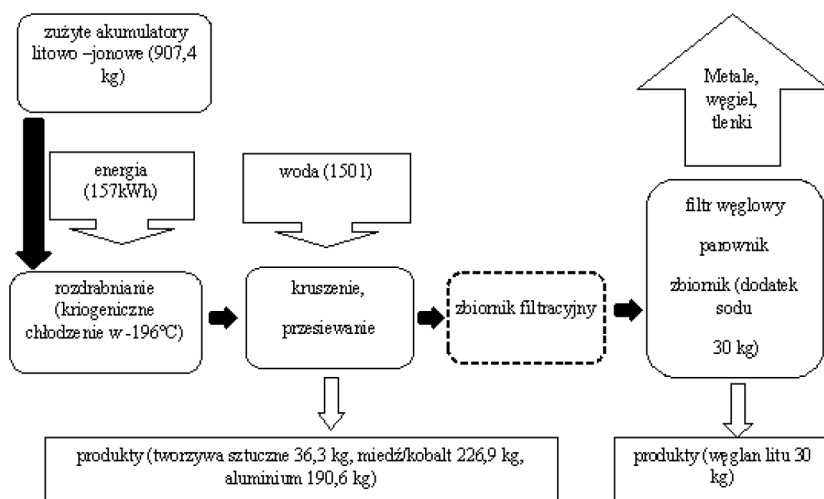 zużyte akumulatory
litowo –jonowe (907,4
kg)
Metale,
węgiel,
tlenki
energia
(157kWh)
woda (150 l)
rozdrabnianie
(kriogeniczne
chłodzenie w -196°C)
kruszenie,
przesiewanie
zbiornik filtracyjny
filtr węglowy
parownik
zbiornik (dodatek
sodu
30 kg)
produkty (tworzywa sztuczne 36,3 kg, miedź/kobalt 226,9 kg,
aluminium 190,6 kg)
produkty (węglan litu 30
kg)